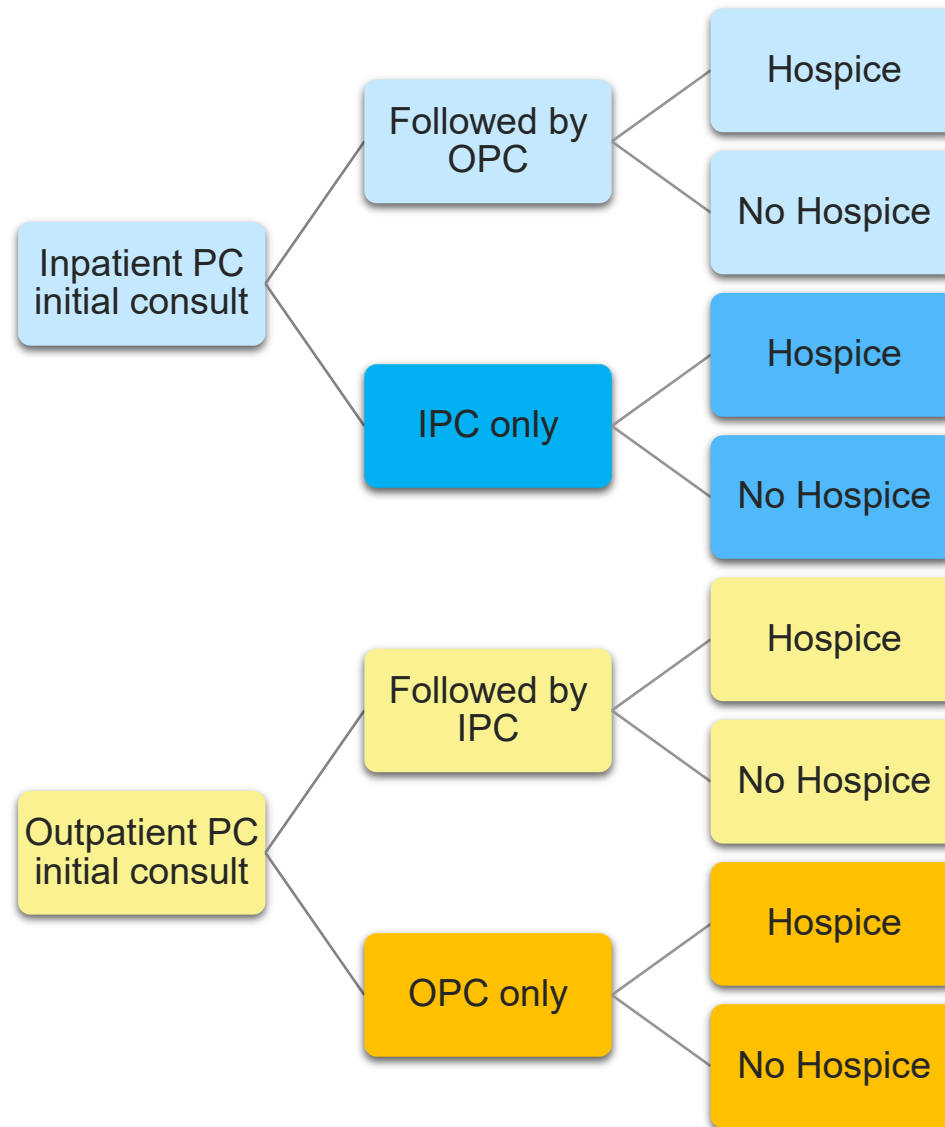 Hospice
Followed by
OPC
No Hospice
Inpatient PC
initial consult
Hospice
IPC only
No Hospice
Hospice
Followed by
IPC
No Hospice
Outpatient PC
initial consult
Hospice
OPC only
No Hospice